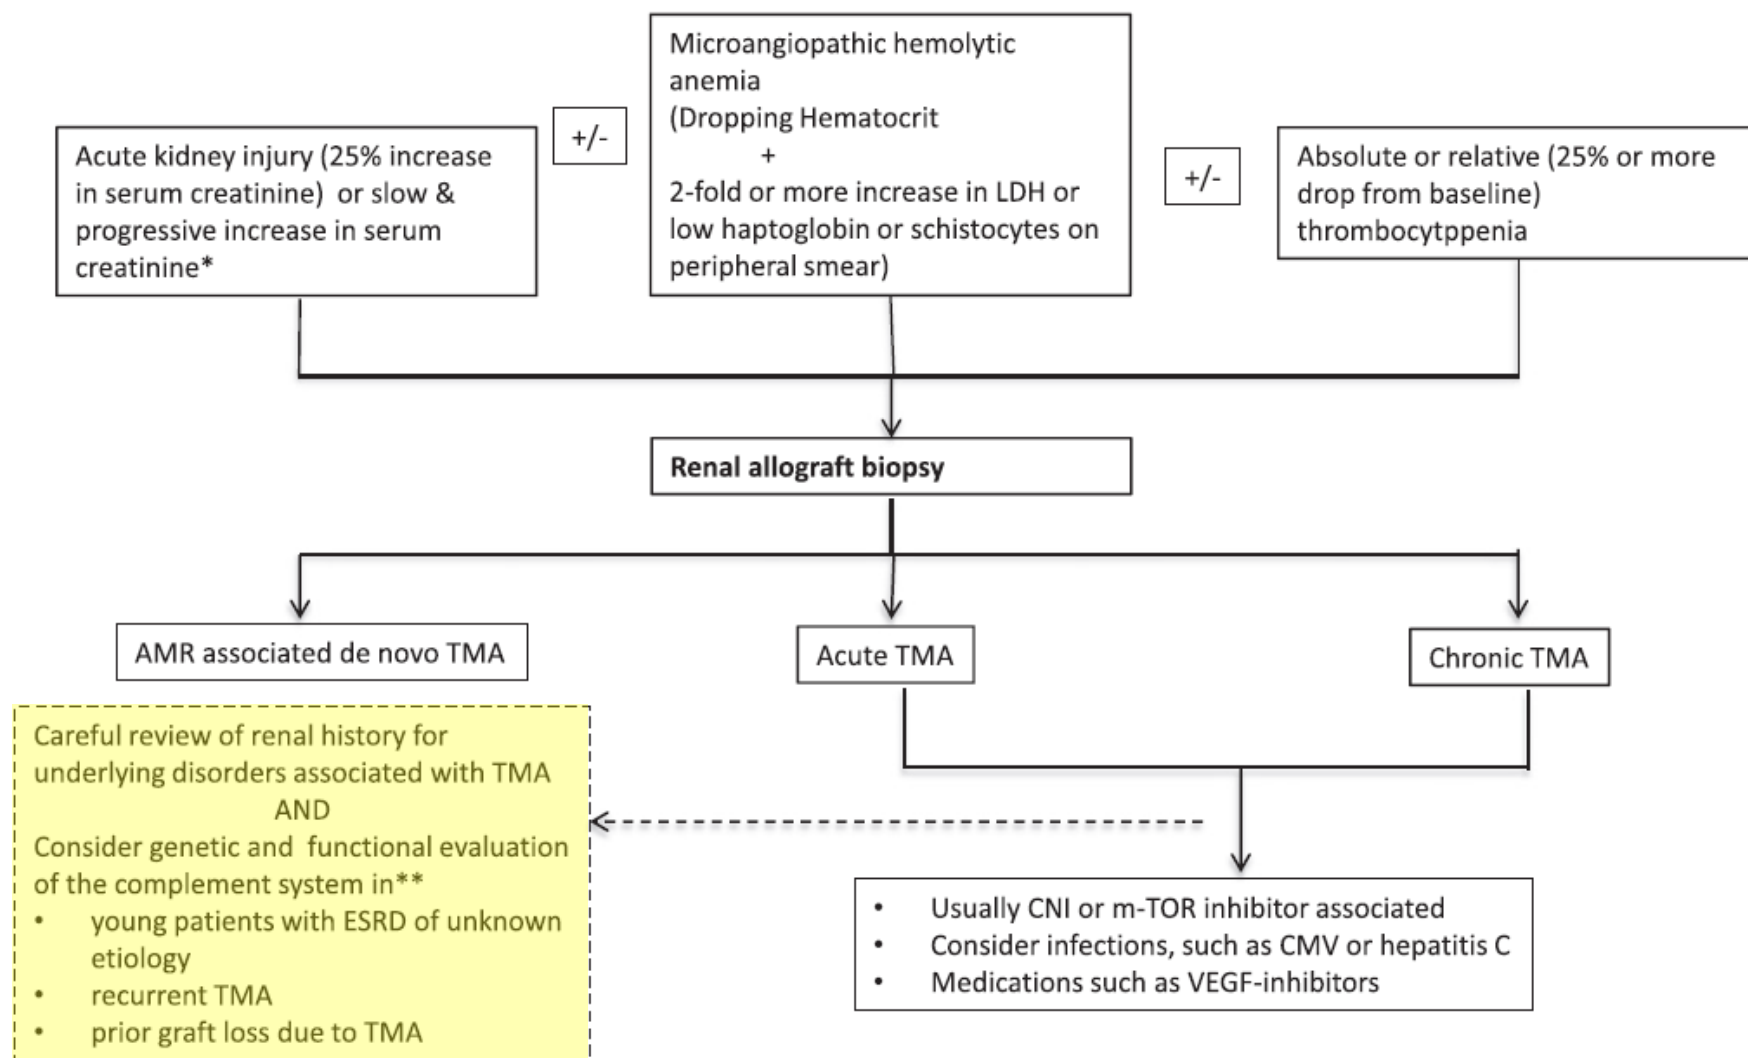 Acute kidney injury (25% increase
in serum creatinine) or slow &
progressive increase in serum
creatinine*
+/-
Microangiopathic hemolytic
anemia
(Dropping Hematocrit
+
2-fold or more increase in LDH or
low haptoglobin or schistocytes on
peripheral smear)
+/-
Absolute or relative (25% or more
drop from baseline)
thrombocytppenia
Renal allograft biopsy
AMR associated de novo TMA
Acute TMA
Chronic TMA
Careful review of renal history for
underlying disorders associated with TMA
AND
Consider genetic and functional evaluation
of the complement system in**
• young patients with ESRD of unknown
etiology
• recurrent TMA
• prior graft loss due to TMA
• Usually CNI or m-TOR inhibitor associated
• Consider infections, such as CMV or hepatitis C
• Medications such as VEGF-inhibitors